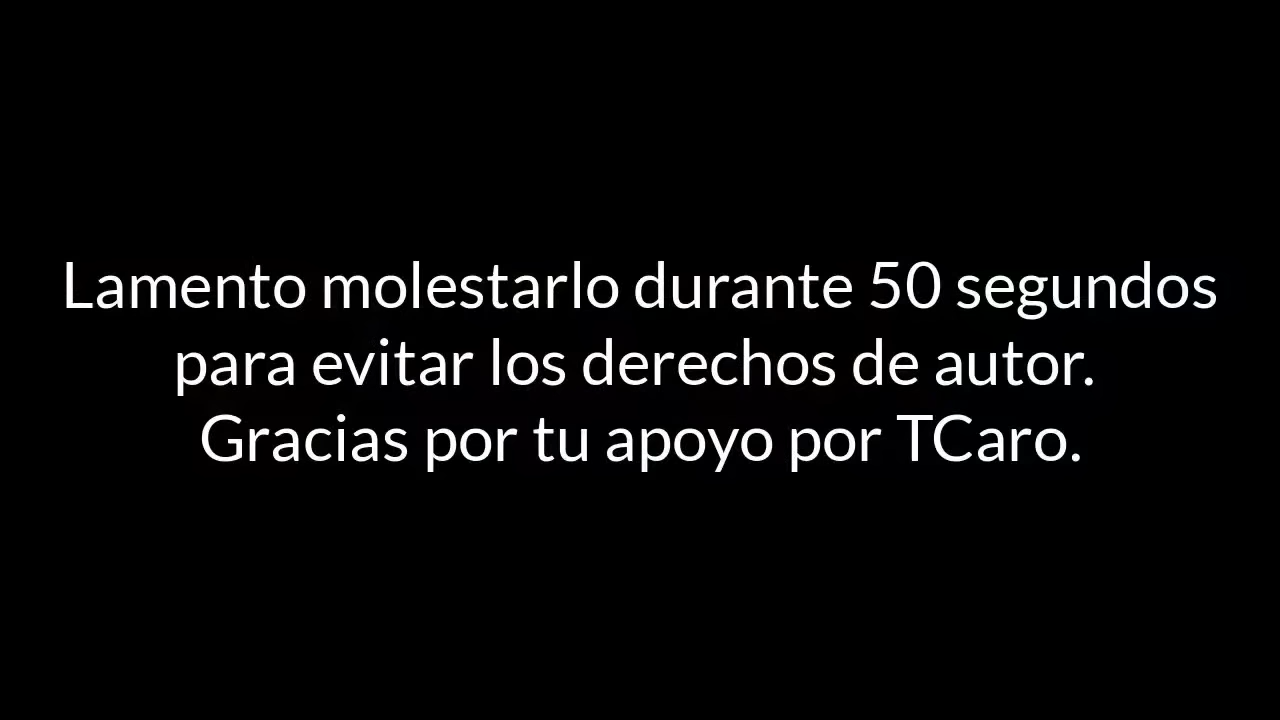 Lamento molestarlo durante 50 segundos
para evitar los derechos de autor.
Gracias por tu apoyo por TCaro.